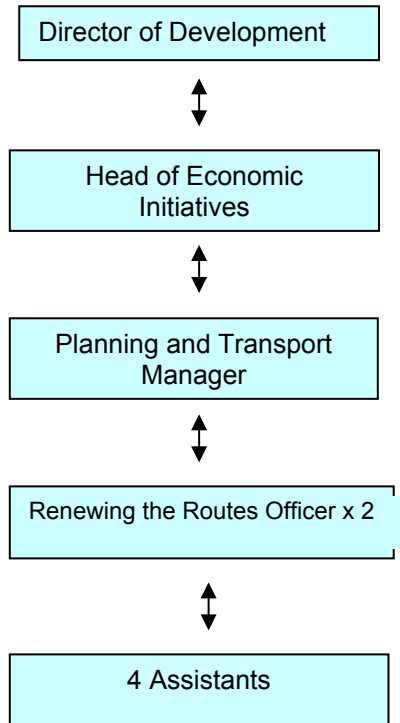 Director of Development
Head of Economic
Initiatives
Planning and Transport
Manager
Renewing the Routes Officer x 2
4 Assistants